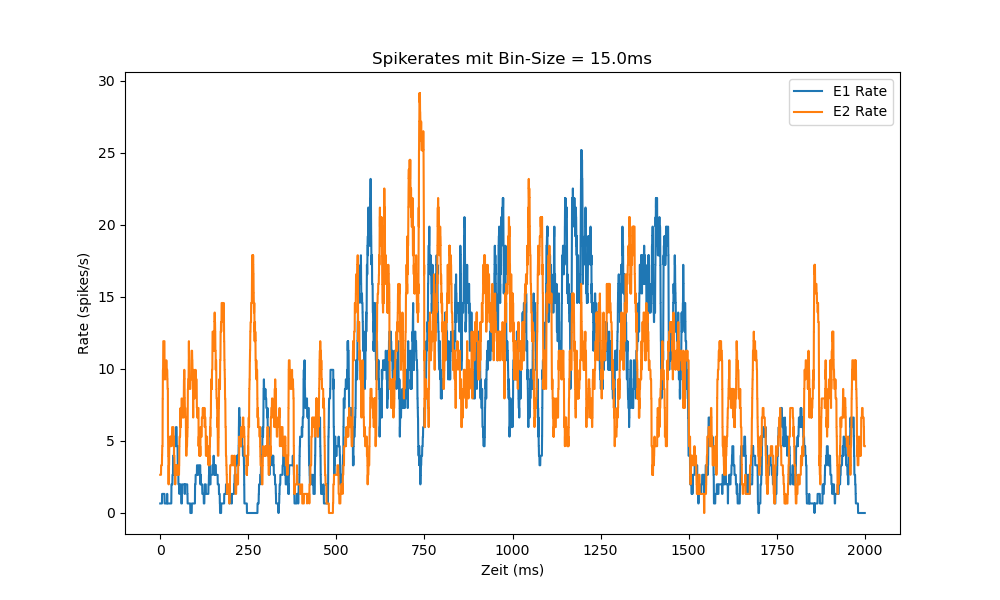 Spikerates mit Bin-Size = 15.0ms
E1 Rate
E2 Rate
Rate (spikes/s)
30
25
20
15
10
5
0
0 250 500 750 1000 1250 1500 1750 2000
Zeit (ms)